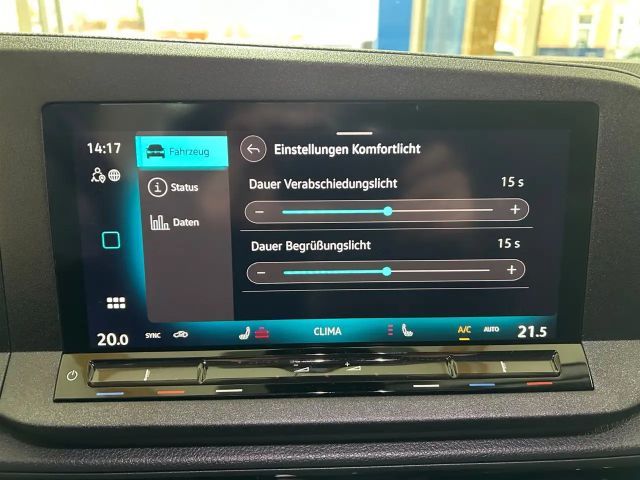 14:17
Fahrzeug
Einstellungen Komfortlicht
Status
Dauer Verabschiedungslicht 15 s
Daten
Dauer Begrüßungslicht 15 s
20.0 SYNC CLIMA A/C AUTO 21.5